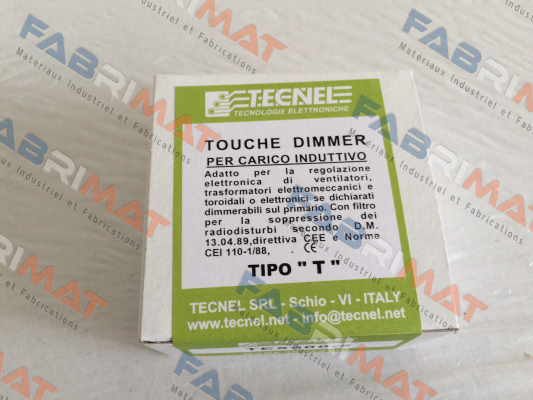 TECNEL
TECNOLOGIE ELETTRONICHE
TOUCHE DIMMER
PER CARICO INDUTTIVO
Adatto per la regolazione
elettronica di ventilatori,
trasformatori elettromeccanici e
toroidali o elettronici se dichiarati
dimmerabili sul primario. Con filtro
per la soppressione dei
radiodisturbi secondo D.M.
13.04.89,direttiva CEE e Norme
CEI 110-1/88, . CE
TIPO " T "
TECNEL SRL - Schio - VI - ITALY
www.tecnel.net - info@tecnel.net
FABRIMAT
Materiaux Industriel et Fabrications